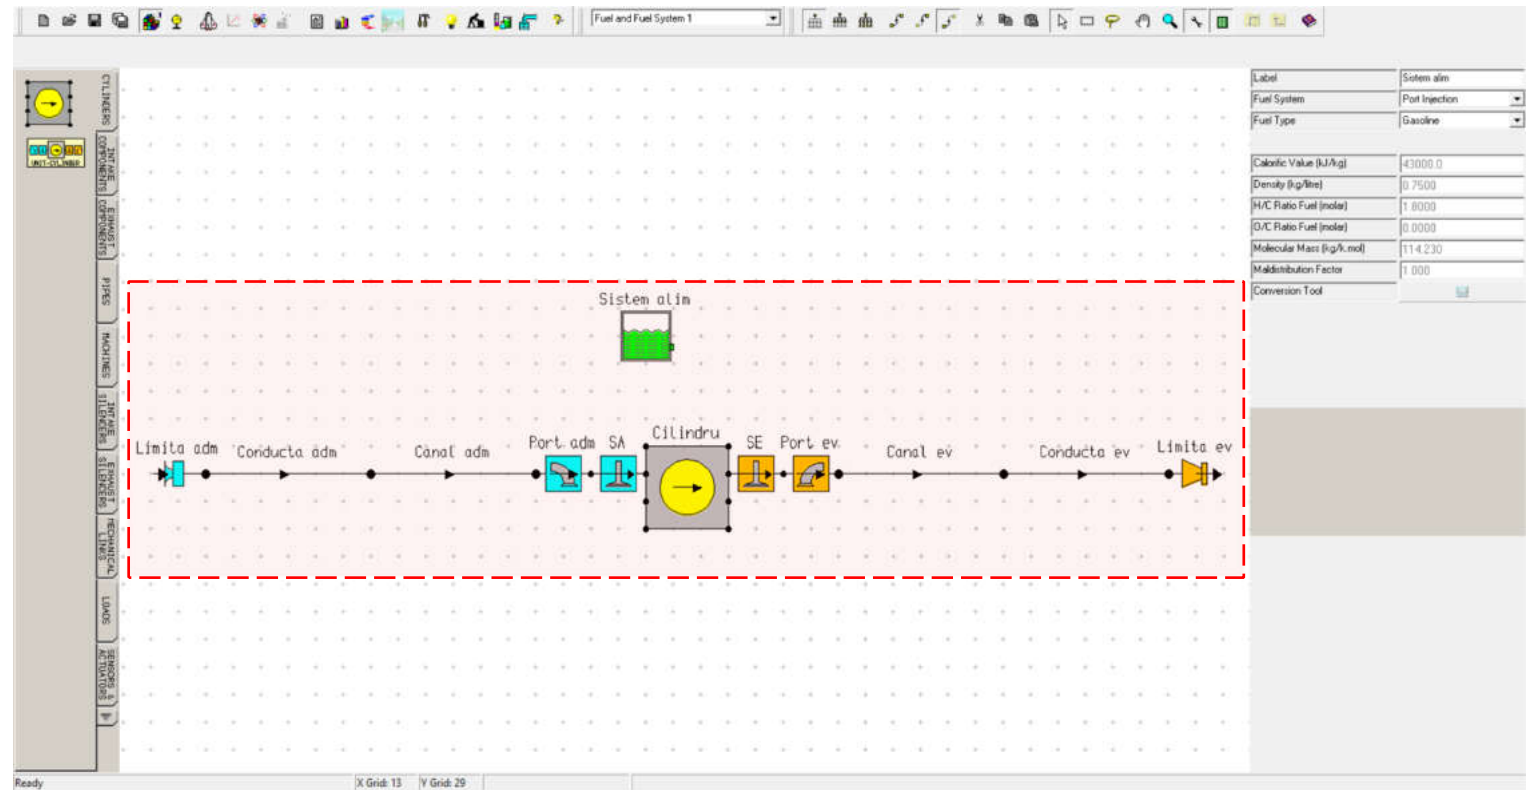 Fuel and Fuel System 1
CYLINDERS
UNIT-CYLINDER
INTAKE
COMPONENTS
EXHAUST
COMPONENTS
PIPES
MACHINES
INTAKE
SILENCERS
EXHAUST
SILENCERS
MECHANICAL
LINKS
LOADS
SENSORS &
ACTUATORS
Sistem alim
Limita adm
Conducta adm
Canal adm
Port adm
SA
Cilindru
SE
Port ev
Canal ev
Conducta ev
Limita ev
Label
Sistem alim
Fuel System
Port Injection
Fuel Type
Gasoline
Calorific Value (kJ/kg)
43000.0
Density (kg/litre)
0.7500
H/C Ratio Fuel (molar)
1.8000
O/C Ratio Fuel (molar)
0.0000
Molecular Mass (kg/k.mol)
114.230
Maldistribution Factor
1.000
Conversion Tool
Ready
X Grid: 13
Y Grid: 29